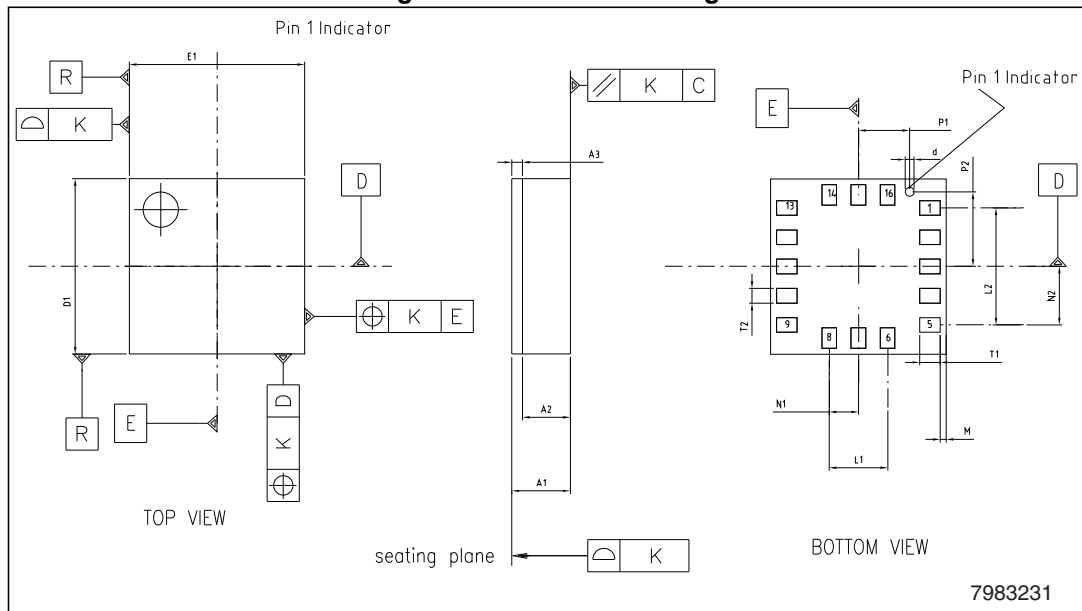 Pin 1 Indicator
E1
R
K
K C
Pin 1 Indicator
E
P1
A3
d
P2
D
D
14 16
13 1
D1
L2
N2
K E
T2
9 5
8 6
T1
R
E
K D
A2
N1
M
L1
A1
TOP VIEW
seating plane
K
BOTTOM VIEW
7983231